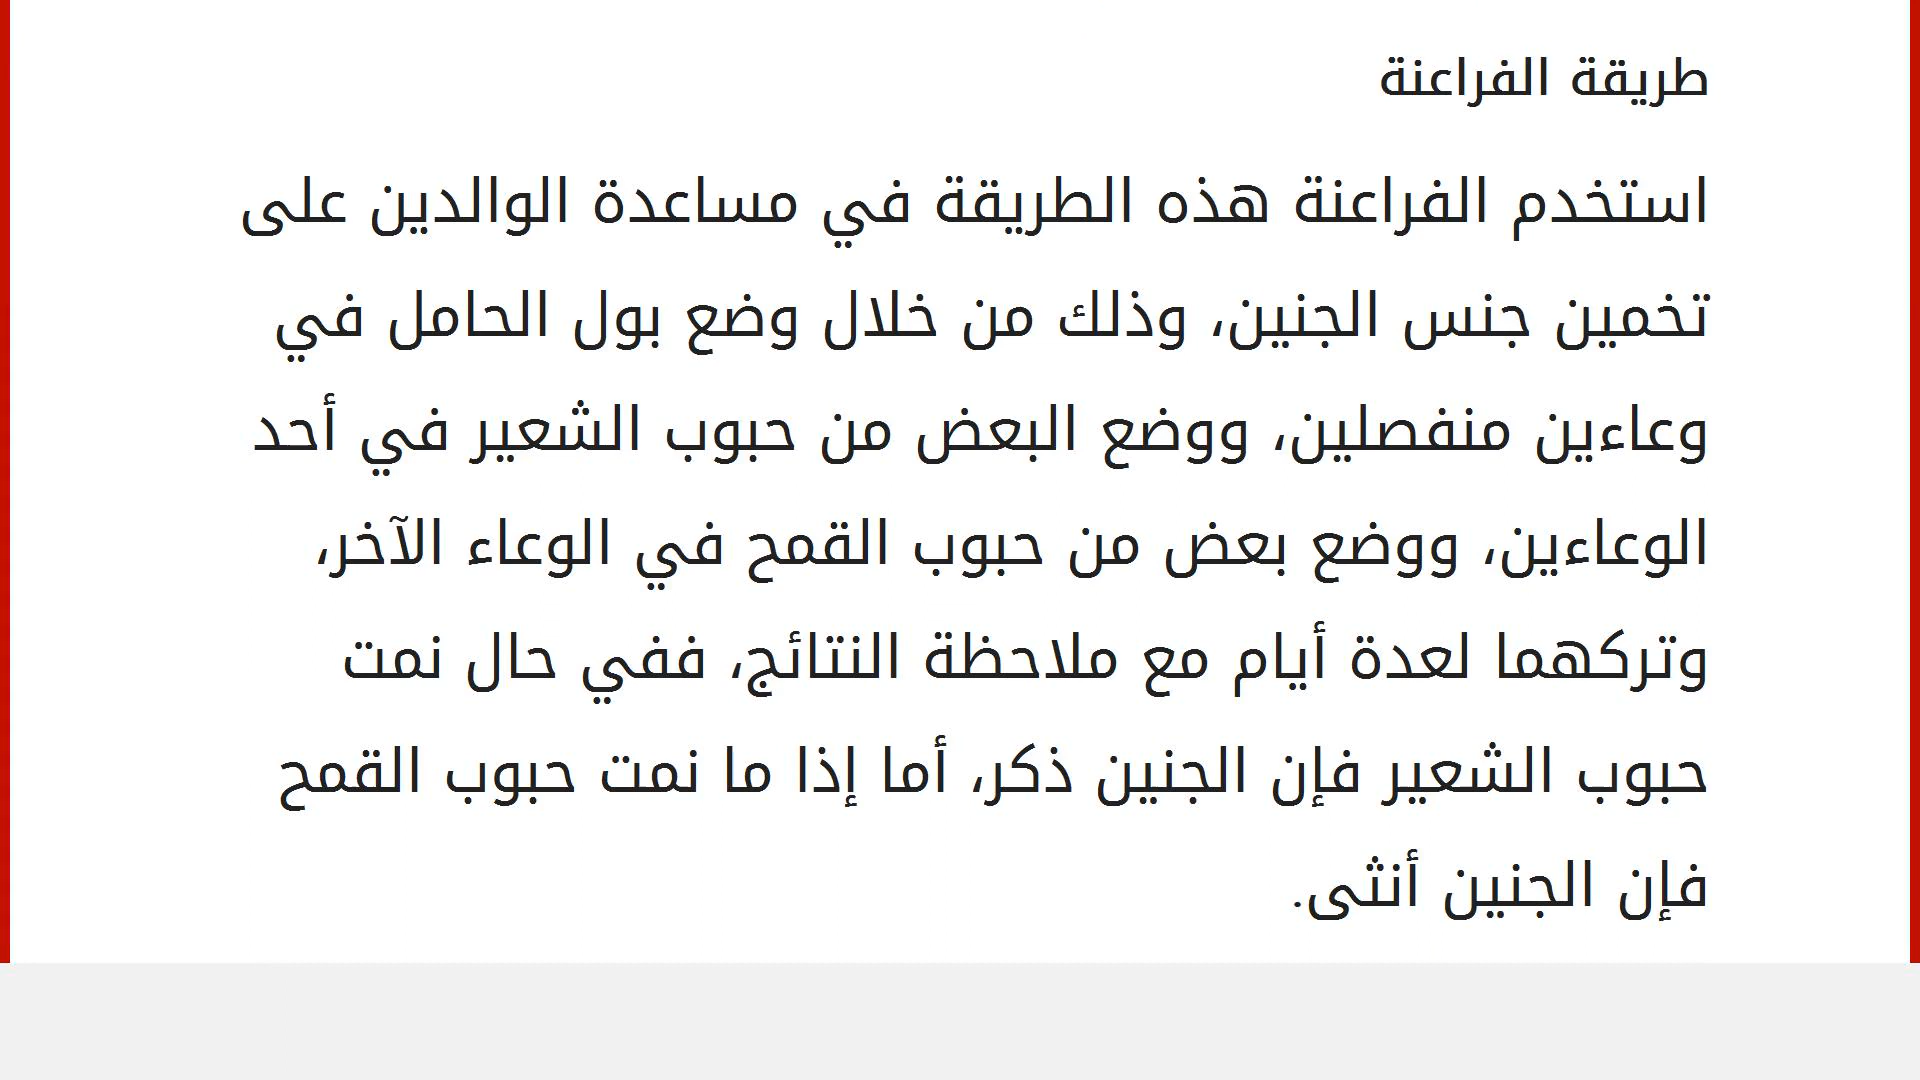 طريقة الفراعنة
استخدم الفراعنة هذه الطريقة في مساعدة الوالدين على
تخمين جنس الجنين، وذلك من خلال وضع بول الحامل في
وعاءين منفصلين، ووضع البعض من حبوب الشعير في أحد
الوعاءين، ووضع بعض من حبوب القمح في الوعاء الآخر،
وتركهما لعدة أيام مع ملاحظة النتائج، ففي حال نمت
حبوب الشعير فإن الجنين ذكر، أما إذا ما نمت حبوب القمح
فإن الجنين أنثى.